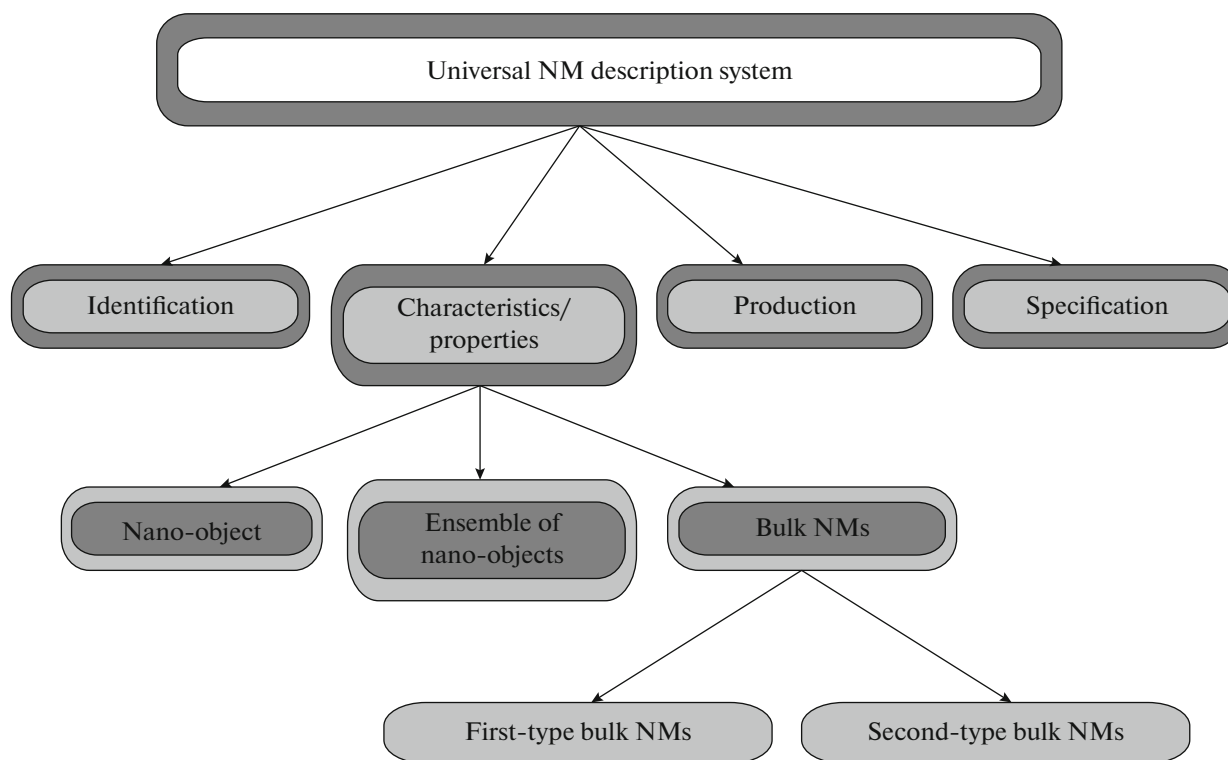 Universal NM description system
Identification
Characteristics/
properties
Production
Specification
Nano-object
Ensemble of
nano-objects
Bulk NMs
First-type bulk NMs
Second-type bulk NMs